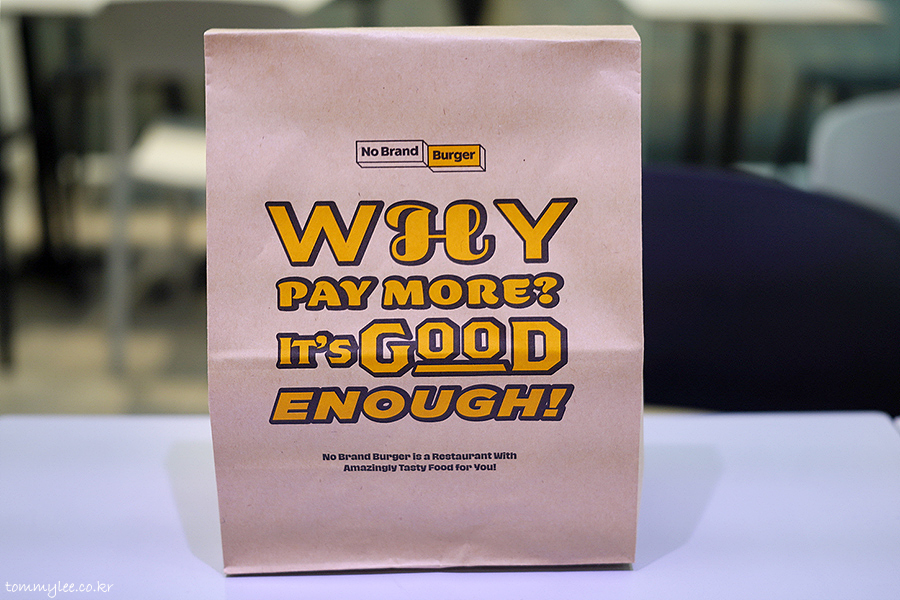 No Brand Burger
WHY
PAY MORE?
IT'S GOOD
ENOUGH!
No Brand Burger is a Restaurant With
Amazingly Tasty Food for You!
tommylee.co.kr